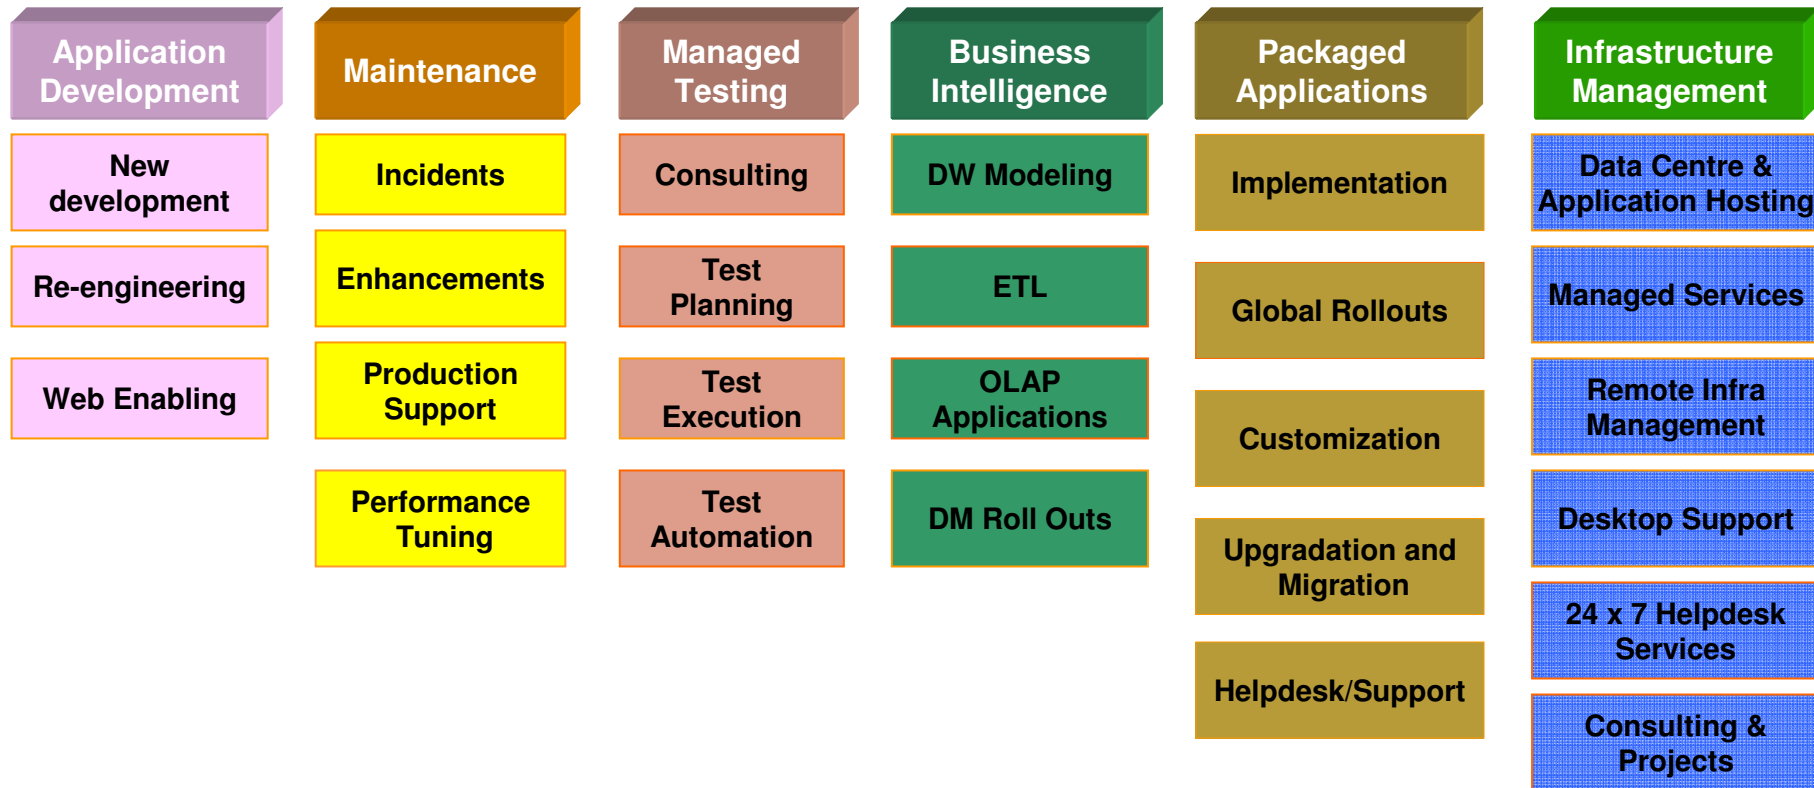 Application
Development
New
development
Re-engineering
Web Enabling
Maintenance
Incidents
Enhancements
Production
Support
Performance
Tuning
Managed
Testing
Consulting
Test
Planning
Test
Execution
Test
Automation
Business
Intelligence
DW Modeling
ETL
OLAP
Applications
DM Roll Outs
Packaged
Applications
Implementation
Global Rollouts
Customization
Upgradation and
Migration
Helpdesk/Support
Infrastructure
Management
Data Centre &
Application Hosting
Managed Services
Remote Infra
Management
Desktop Support
24 x 7 Helpdesk
Services
Consulting &
Projects